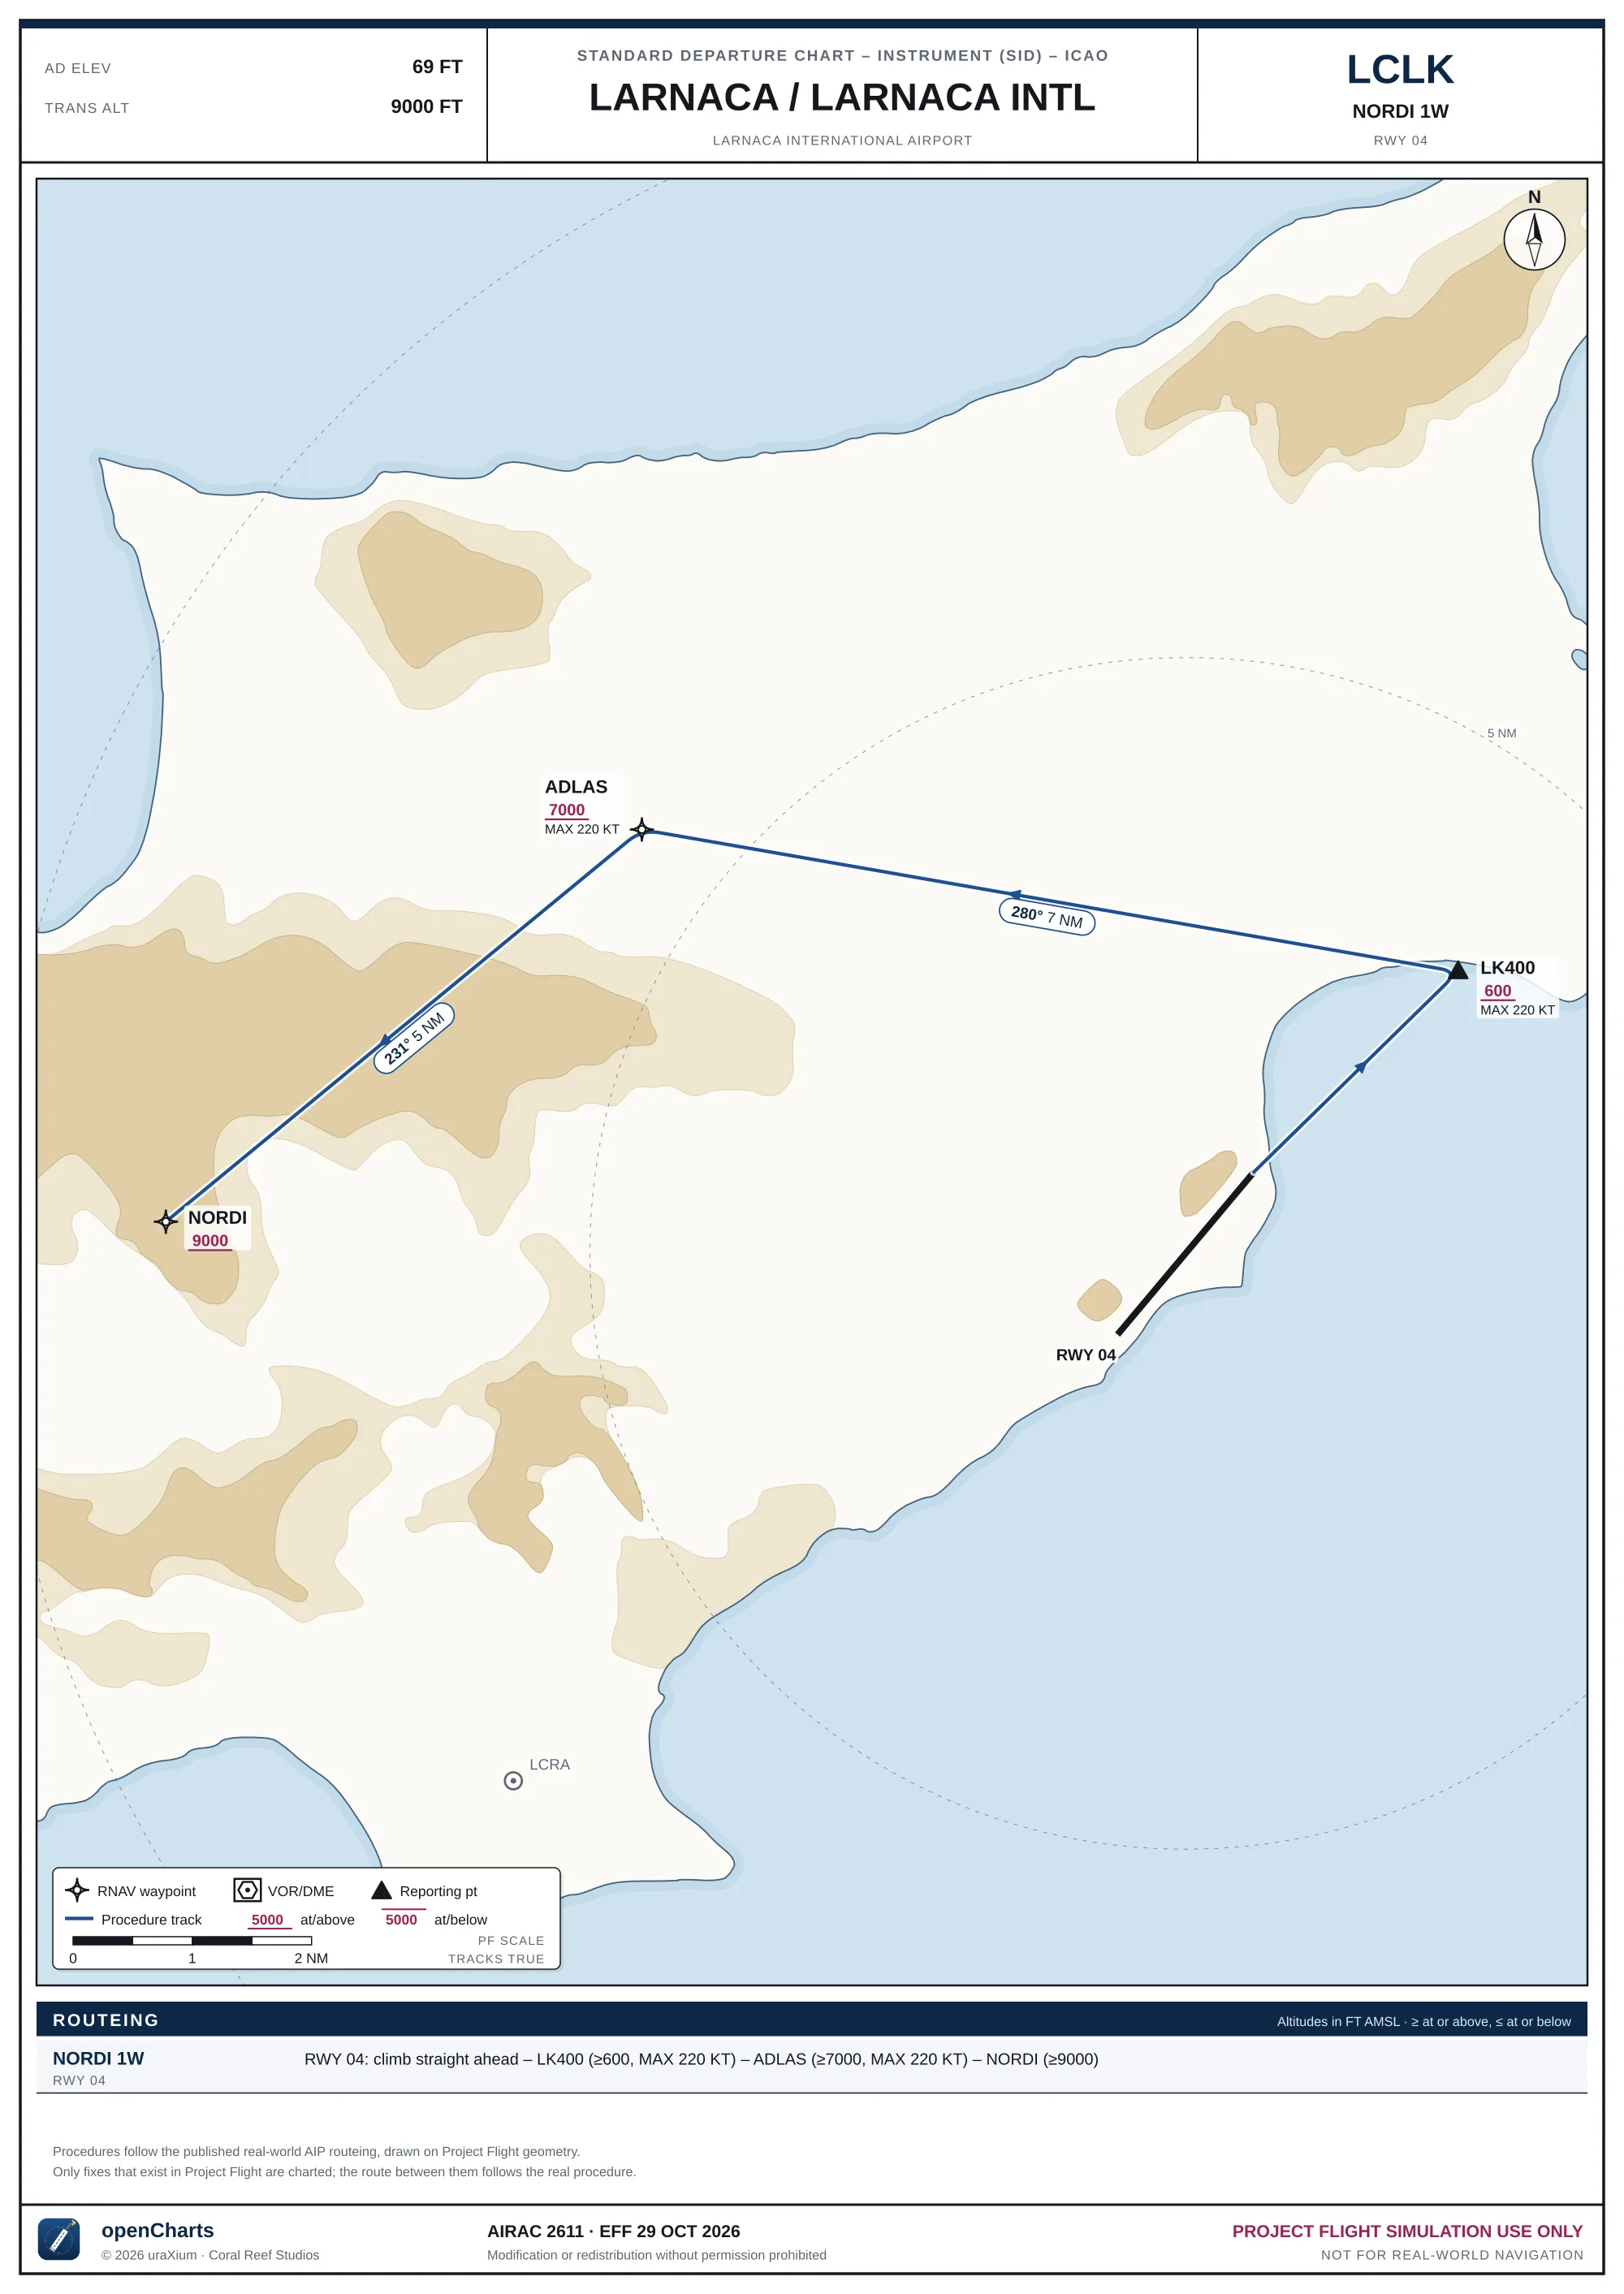 AD ELEV 69 FT
TRANS ALT 9000 FT
STANDARD DEPARTURE CHART – INSTRUMENT (SID) – ICAO
LARNACA / LARNACA INTL
LARNACA INTERNATIONAL AIRPORT
LCLK
NORDI 1W
RWY 04
N
5 NM
ADLAS
7000
MAX 220 KT
280° 7 NM
LK400
600
MAX 220 KT
231° 5 NM
NORDI
9000
RWY 04
LCRA
RNAV waypoint VOR/DME Reporting pt
Procedure track 5000 at/above 5000 at/below
PF SCALE
0 1 2 NM TRACKS TRUE
ROUTEING Altitudes in FT AMSL · ≥ at or above, ≤ at or below
NORDI 1W RWY 04: climb straight ahead – LK400 (≥600, MAX 220 KT) – ADLAS (≥7000, MAX 220 KT) – NORDI (≥9000)
RWY 04
Procedures follow the published real-world AIP routeing, drawn on Project Flight geometry.
Only fixes that exist in Project Flight are charted; the route between them follows the real procedure.
openCharts AIRAC 2611 · EFF 29 OCT 2026 PROJECT FLIGHT SIMULATION USE ONLY
© 2026 uraXium · Coral Reef Studios Modification or redistribution without permission prohibited NOT FOR REAL-WORLD NAVIGATION